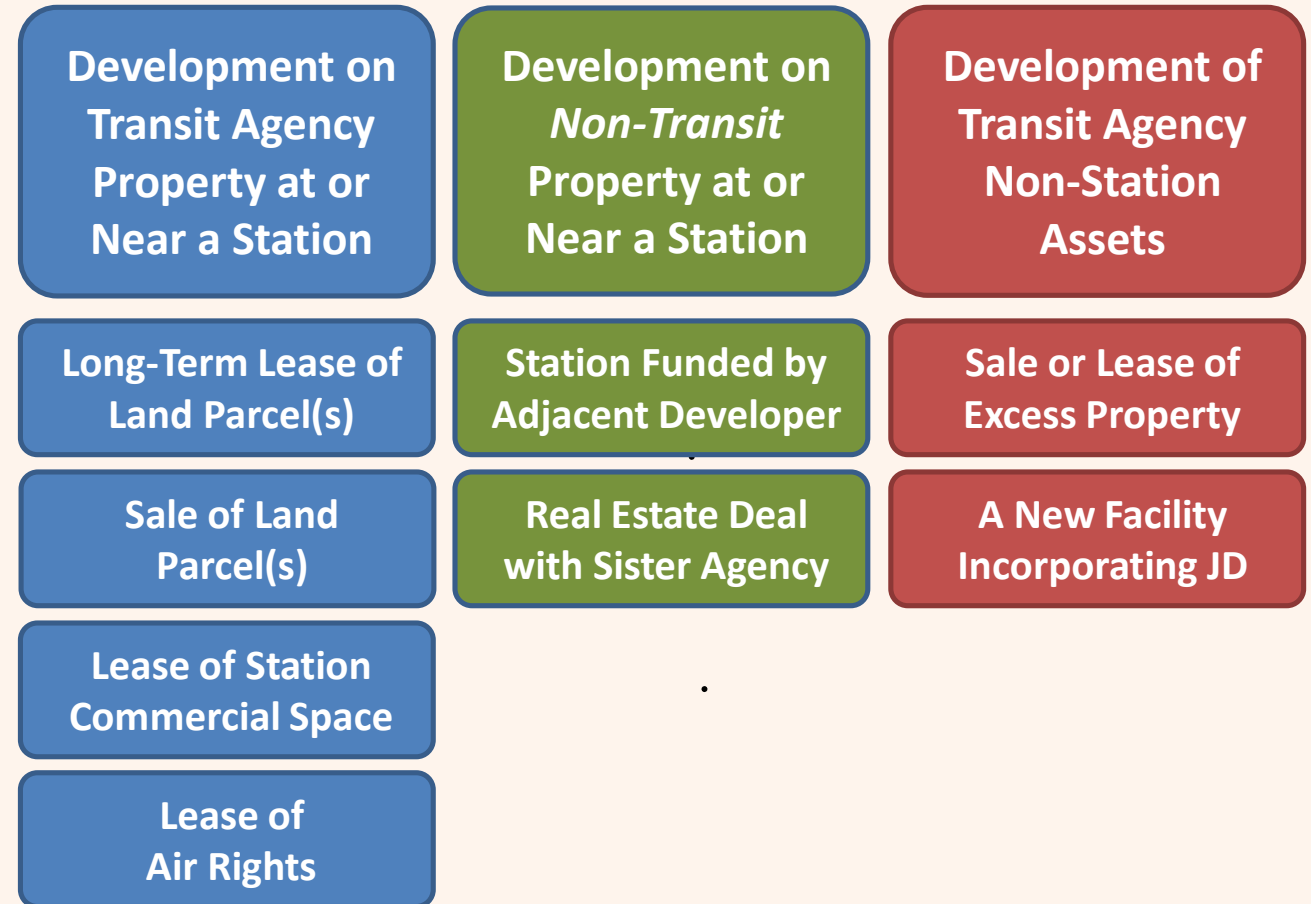 Development on
Transit Agency
Property at or
Near a Station
Long-Term Lease of
Land Parcel(s)
Sale of Land
Parcel(s)
Lease of Station
Commercial Space
Lease of
Air Rights
Development on
Non-Transit
Property at or
Near a Station
Station Funded by
Adjacent Developer
.
Real Estate Deal
with Sister Agency
.
Development of
Transit Agency
Non-Station
Assets
Sale or Lease of
Excess Property
A New Facility
Incorporating JD